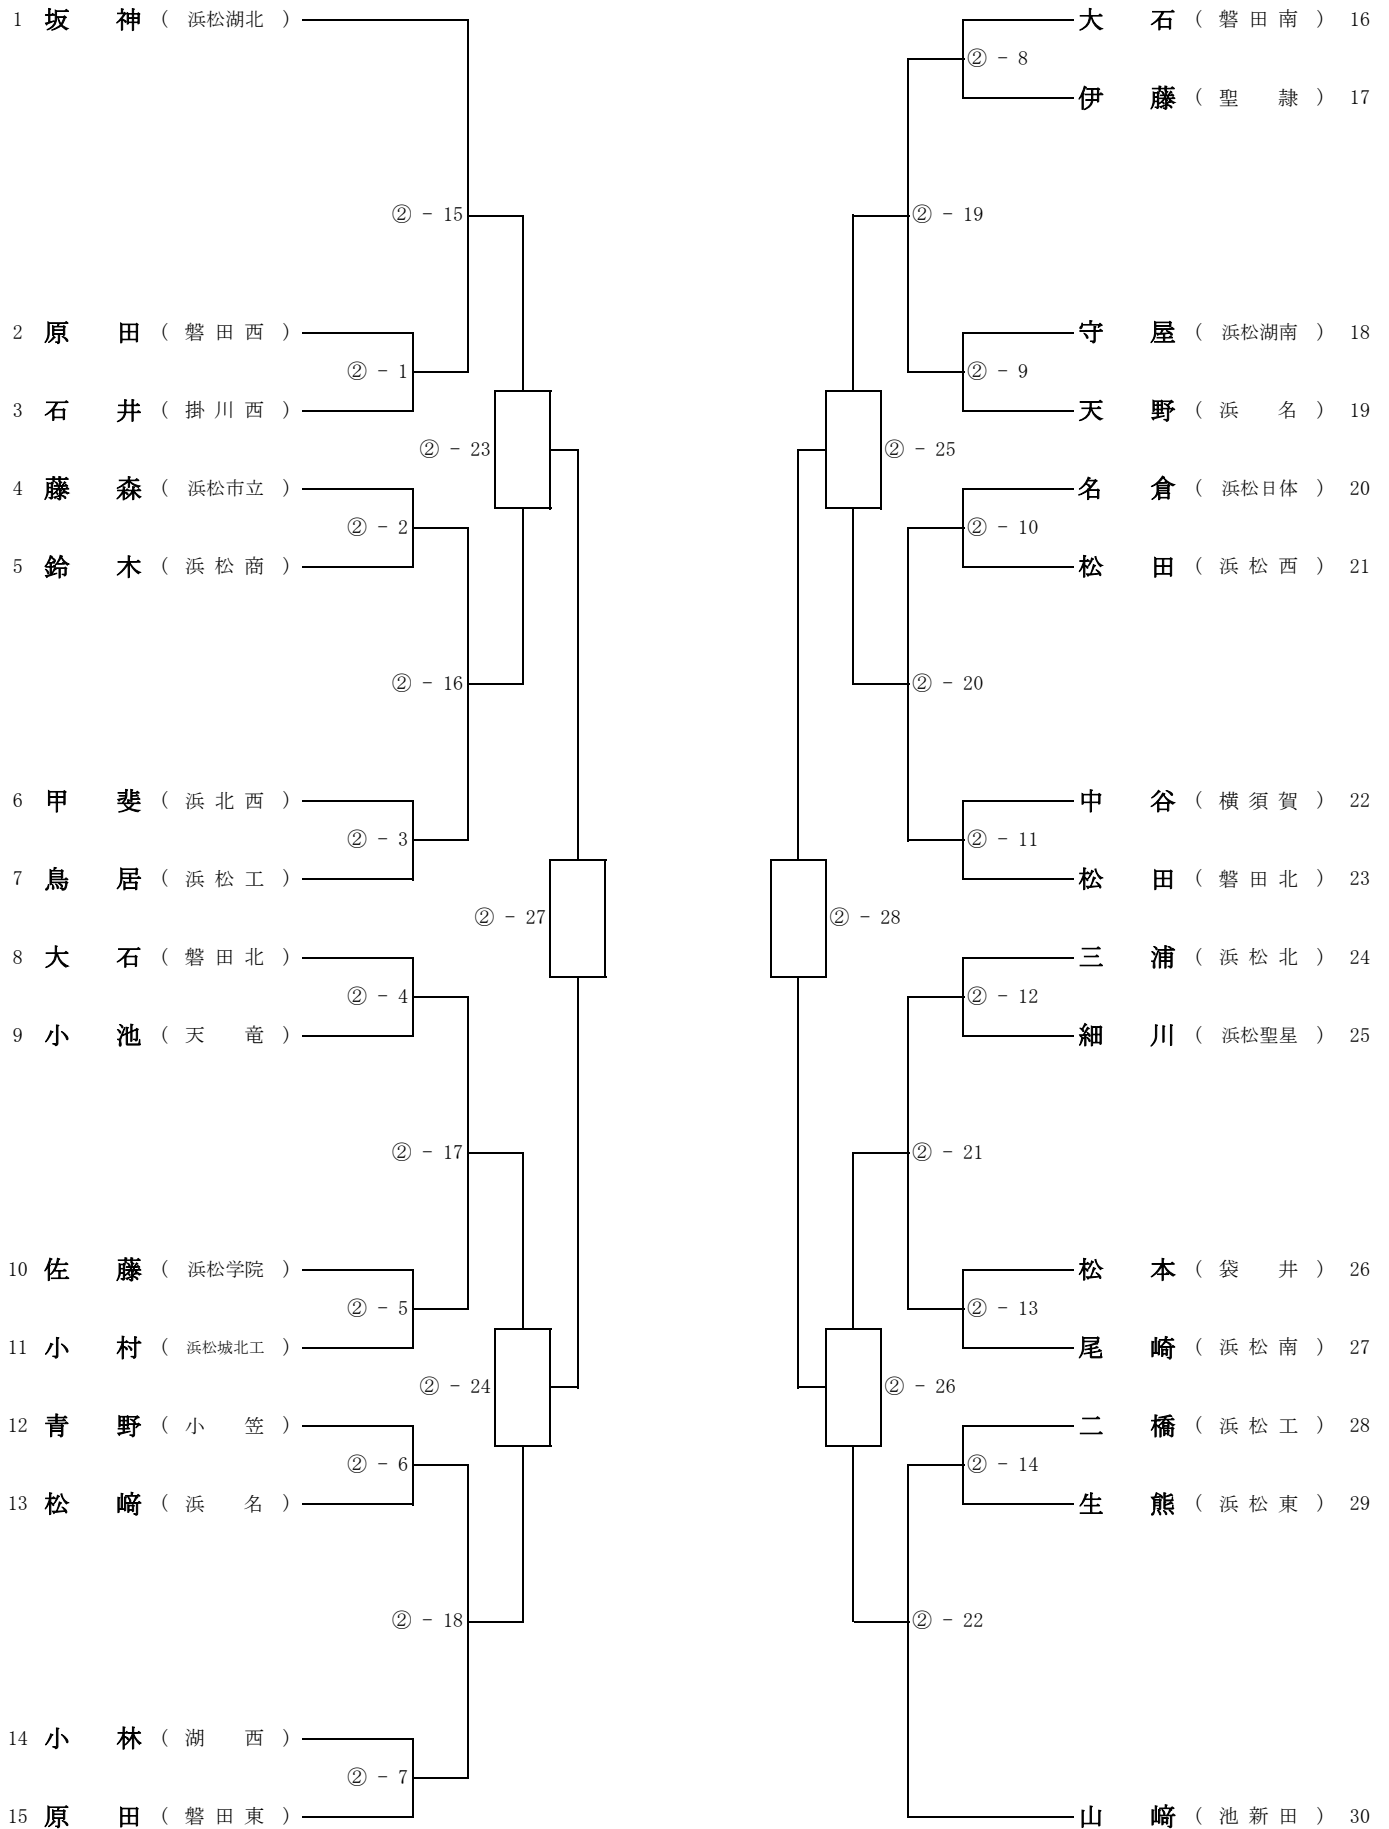 1 坂 神 ( 浜松湖北 )
② - 15
2 原 田 ( 磐田西 )
② - 1
3 石 井 ( 掛川西 )
② - 23
4 藤 森 ( 浜松市立 )
② - 2
5 鈴 木 ( 浜松商 )
② - 16
6 甲 斐 ( 浜北西 )
② - 3
7 鳥 居 ( 浜松工 )
② - 27
8 大 石 ( 磐田北 )
② - 4
9 小 池 ( 天 竜 )
② - 17
10 佐 藤 ( 浜松学院 )
② - 5
11 小 村 ( 浜松城北工 )
② - 24
12 青 野 ( 小 笠 )
② - 6
13 松 﨑 ( 浜 名 )
② - 18
14 小 林 ( 湖 西 )
② - 7
15 原 田 ( 磐田東 )
大 石 ( 磐田南 ) 16
② - 8
伊 藤 ( 聖 隷 ) 17
② - 19
守 屋 ( 浜松湖南 ) 18
② - 9
天 野 ( 浜 名 ) 19
② - 25
名 倉 ( 浜松日体 ) 20
② - 10
松 田 ( 浜松西 ) 21
② - 20
中 谷 ( 横須賀 ) 22
② - 11
松 田 ( 磐田北 ) 23
② - 28
三 浦 ( 浜松北 ) 24
② - 12
細 川 ( 浜松聖星 ) 25
② - 21
松 本 ( 袋 井 ) 26
② - 13
尾 崎 ( 浜松南 ) 27
② - 26
二 橋 ( 浜松工 ) 28
② - 14
生 熊 ( 浜松東 ) 29
② - 22
山 﨑 ( 池新田 ) 30